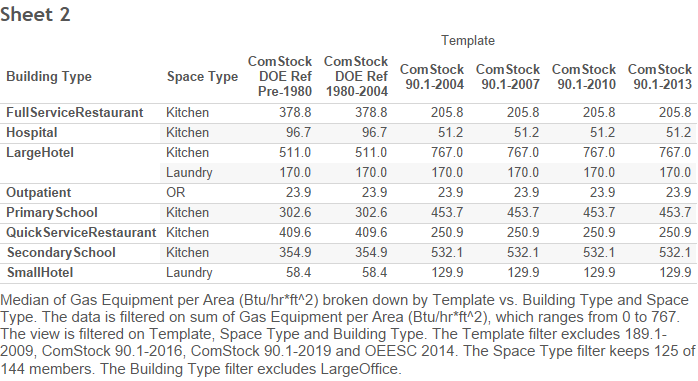 Sheet 2
Template
Building Type Space Type ComStock DOE Ref Pre-1980 ComStock DOE Ref 1980-2004 ComStock 90.1-2004 ComStock 90.1-2007 ComStock 90.1-2010 ComStock 90.1-2013
FullServiceRestaurant Kitchen 378.8 378.8 205.8 205.8 205.8 205.8
Hospital Kitchen 96.7 96.7 51.2 51.2 51.2 51.2
LargeHotel Kitchen 511.0 511.0 767.0 767.0 767.0 767.0
Laundry 170.0 170.0 170.0 170.0 170.0 170.0
Outpatient OR 23.9 23.9 23.9 23.9 23.9 23.9
PrimarySchool Kitchen 302.6 302.6 453.7 453.7 453.7 453.7
QuickServiceRestaurant Kitchen 409.6 409.6 250.9 250.9 250.9 250.9
SecondarySchool Kitchen 354.9 354.9 532.1 532.1 532.1 532.1
SmallHotel Laundry 58.4 58.4 129.9 129.9 129.9 129.9
Median of Gas Equipment per Area (Btu/hr*ft^2) broken down by Template vs. Building Type and Space
Type. The data is filtered on sum of Gas Equipment per Area (Btu/hr*ft^2), which ranges from 0 to 767.
The view is filtered on Template, Space Type and Building Type. The Template filter excludes 189.1-
2009, ComStock 90.1-2016, ComStock 90.1-2019 and OEESC 2014. The Space Type filter keeps 125 of
144 members. The Building Type filter excludes LargeOffice.